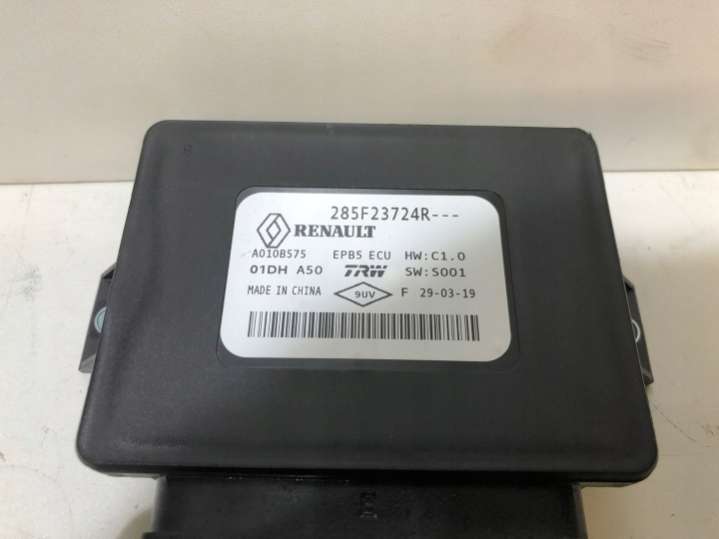 285F23724R---
RENAULT
A010B575 EPB5 ECU HW:C1.0
01DH A50 TRW SW:S001
MADE IN CHINA 9UV F 29-03-19